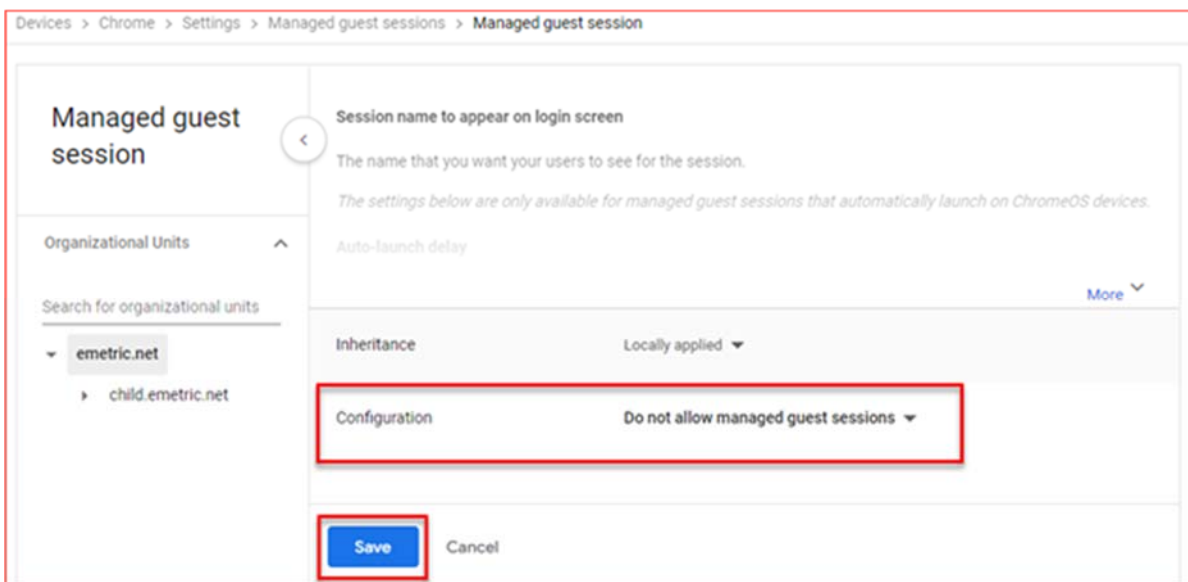 Devices > Chrome > Settings > Managed guest sessions > Managed guest session
Managed guest
session
Organizational Units
Search for organizational units
emetric.net
child.emetric.net
Session name to appear on login screen
The name that you want your users to see for the session.
The settings below are only available for managed guest sessions that automatically launch on ChromeOS devices.
Auto-launch delay
More
Inheritance Locally applied
Configuration Do not allow managed guest sessions
Save Cancel